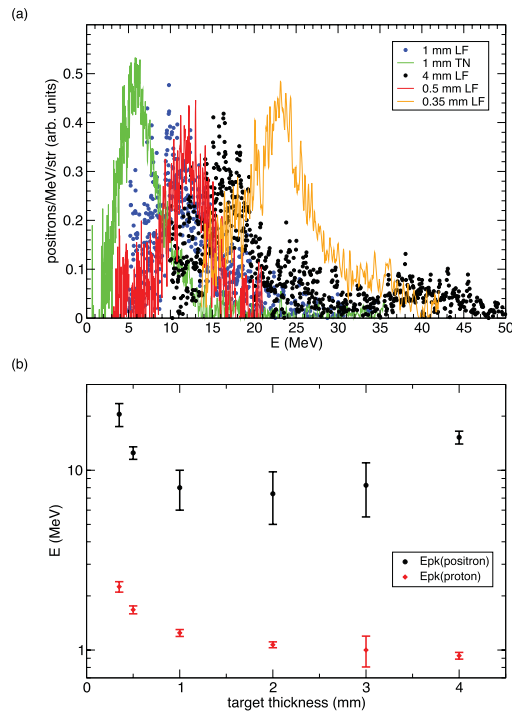 (a)
positrons/MeV/str (arb. units)
0.5
0.4
0.3
0.2
0.1
0
1 mm LF
1 mm TN
4 mm LF
0.5 mm LF
0.35 mm LF
0 5 10 15 20 25 30 35 40 45 50
E (MeV)
(b)
E (MeV)
10
1
Epk(positron)
Epk(proton)
0 1 2 3 4
target thickness (mm)